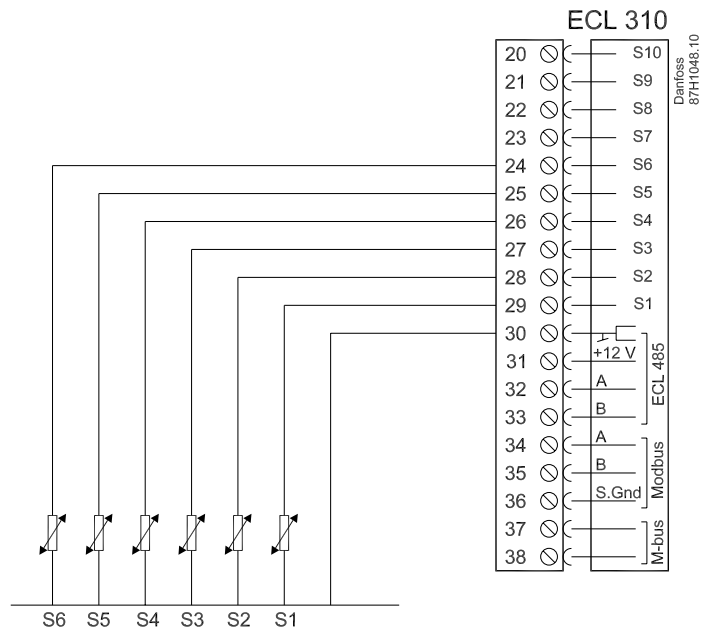 ECL 310
20 S10
21 S9
22 S8
23 S7
24 S6
25 S5
26 S4
27 S3
28 S2
29 S1
30
31 +12 V
32 A
33 B
34 A
35 B
36 S.Gnd
37
38
ECL 485
Modbus
M-bus
Danfoss
87H1048.10
S6 S5 S4 S3 S2 S1